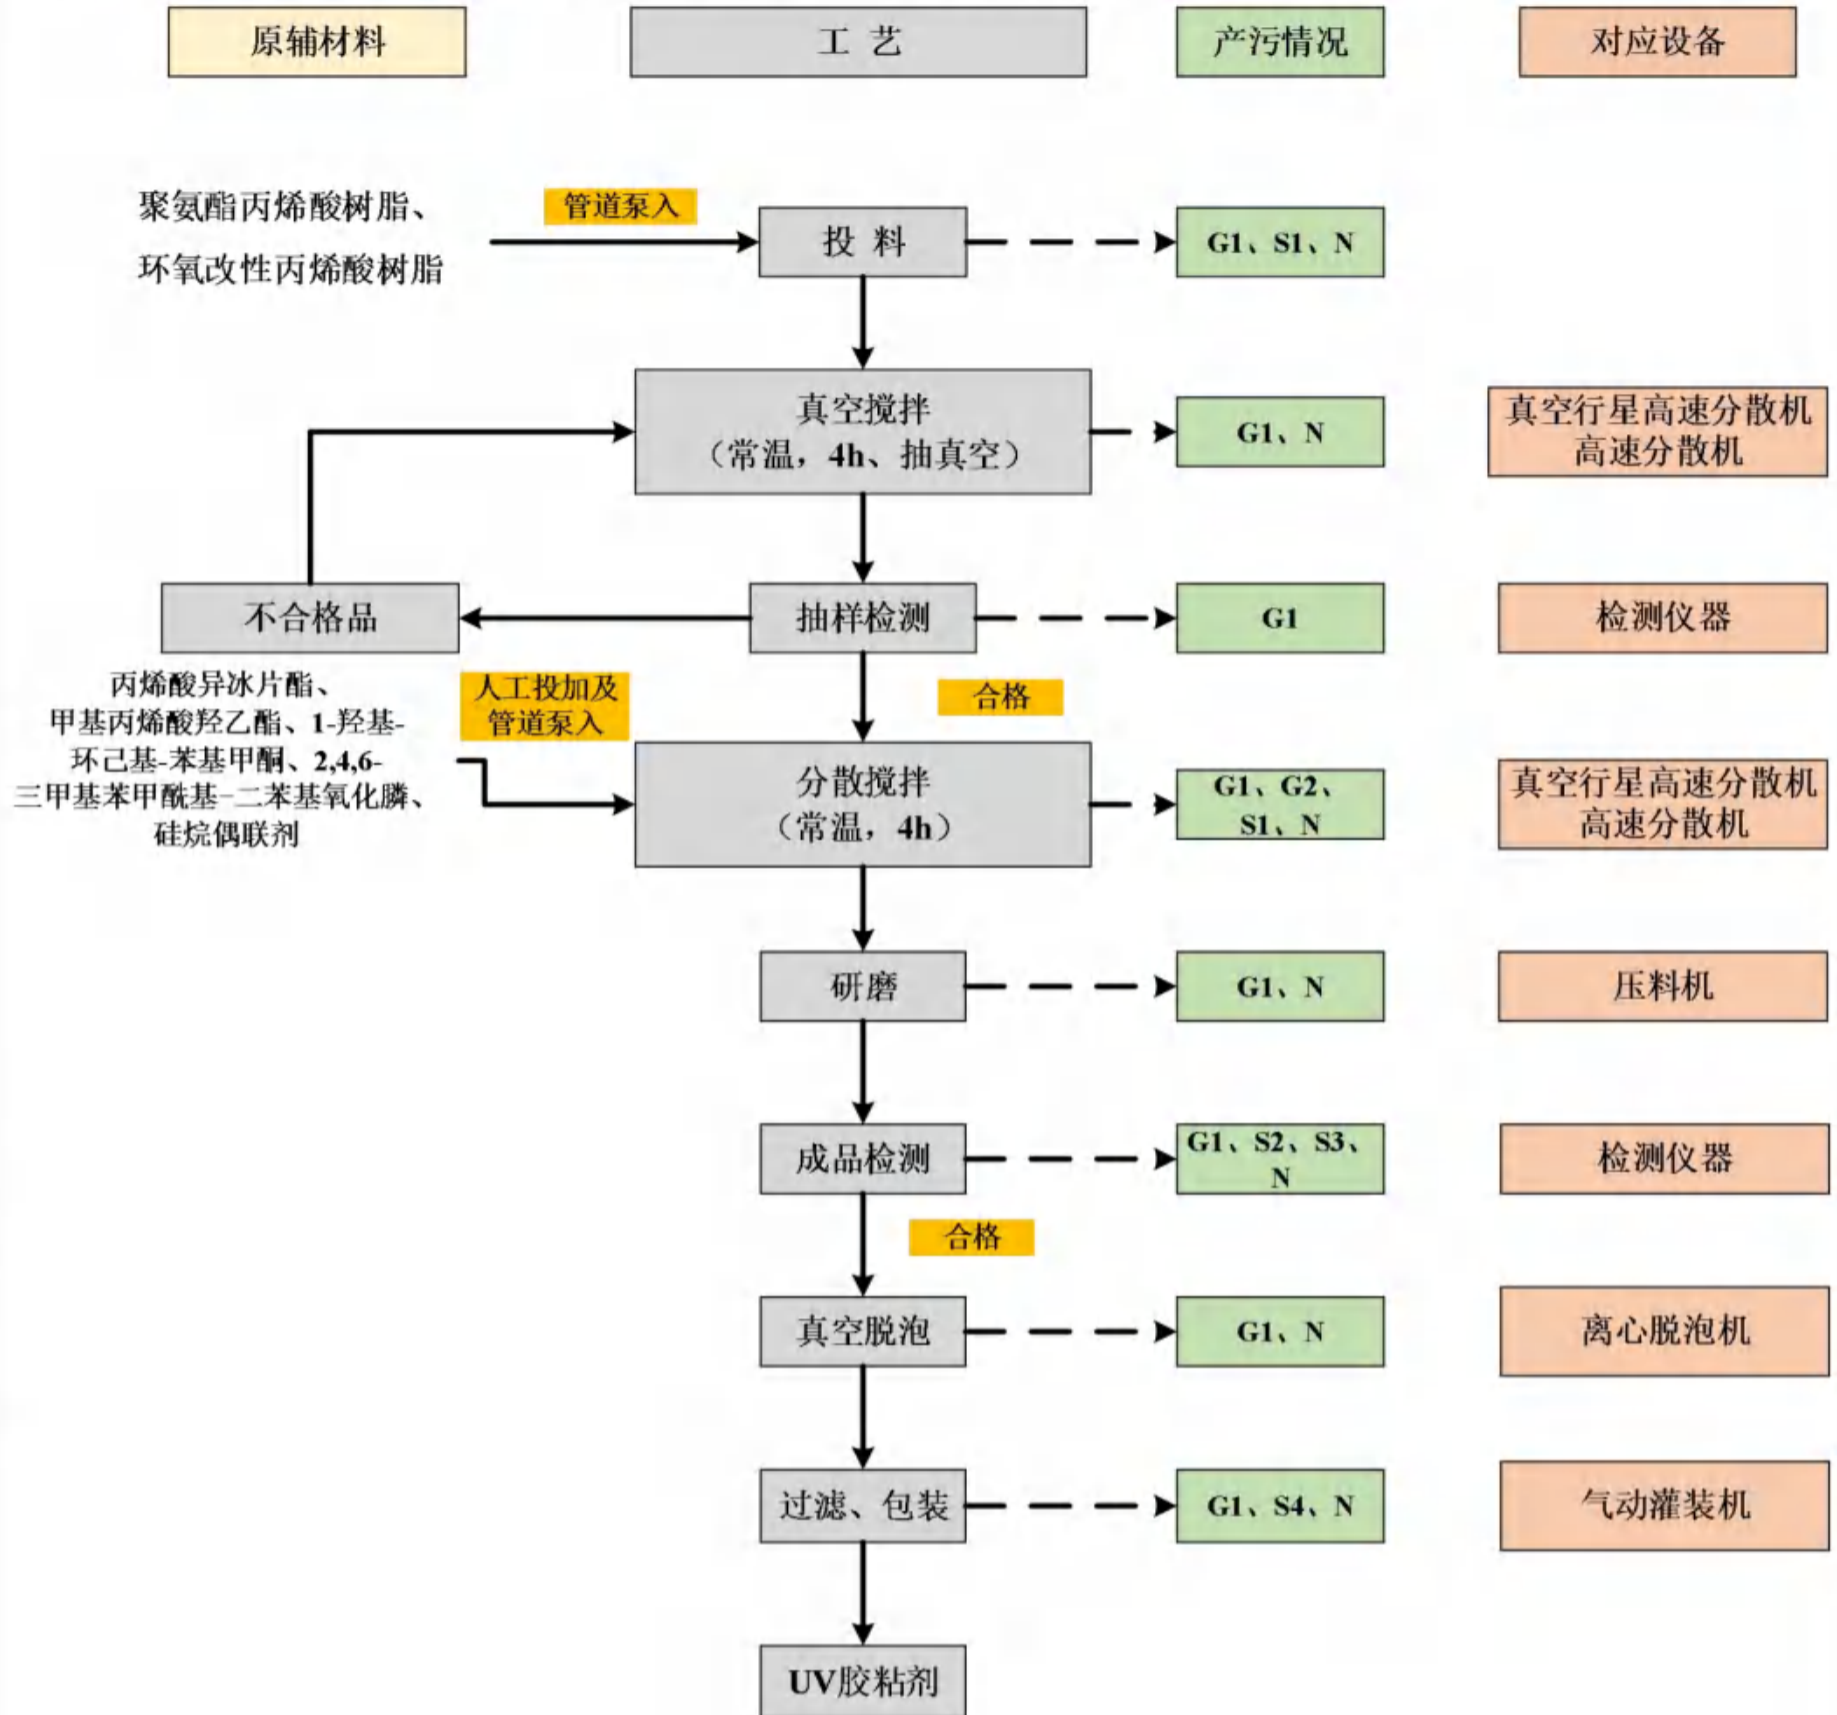 原辅材料
工 艺
产污情况
对应设备
聚氨酯丙烯酸树脂、
环氧改性丙烯酸树脂
管道泵入
投 料
G1、S1、N
真空搅拌
（常温，4h、抽真空）
G1、N
真空行星高速分散机
高速分散机
不合格品
抽样检测
G1
检测仪器
丙烯酸异冰片酯、
甲基丙烯酸羟乙酯、1-羟基-
环己基-苯基甲酮、2,4,6-
三甲基苯甲酰基-二苯基氧化膦、
硅烷偶联剂
人工投加及
管道泵入
合格
分散搅拌
（常温，4h）
G1、G2、
S1、N
真空行星高速分散机
高速分散机
研磨
G1、N
压料机
成品检测
G1、S2、S3、
N
检测仪器
合格
真空脱泡
G1、N
离心脱泡机
过滤、包装
G1、S4、N
气动灌装机
UV胶粘剂